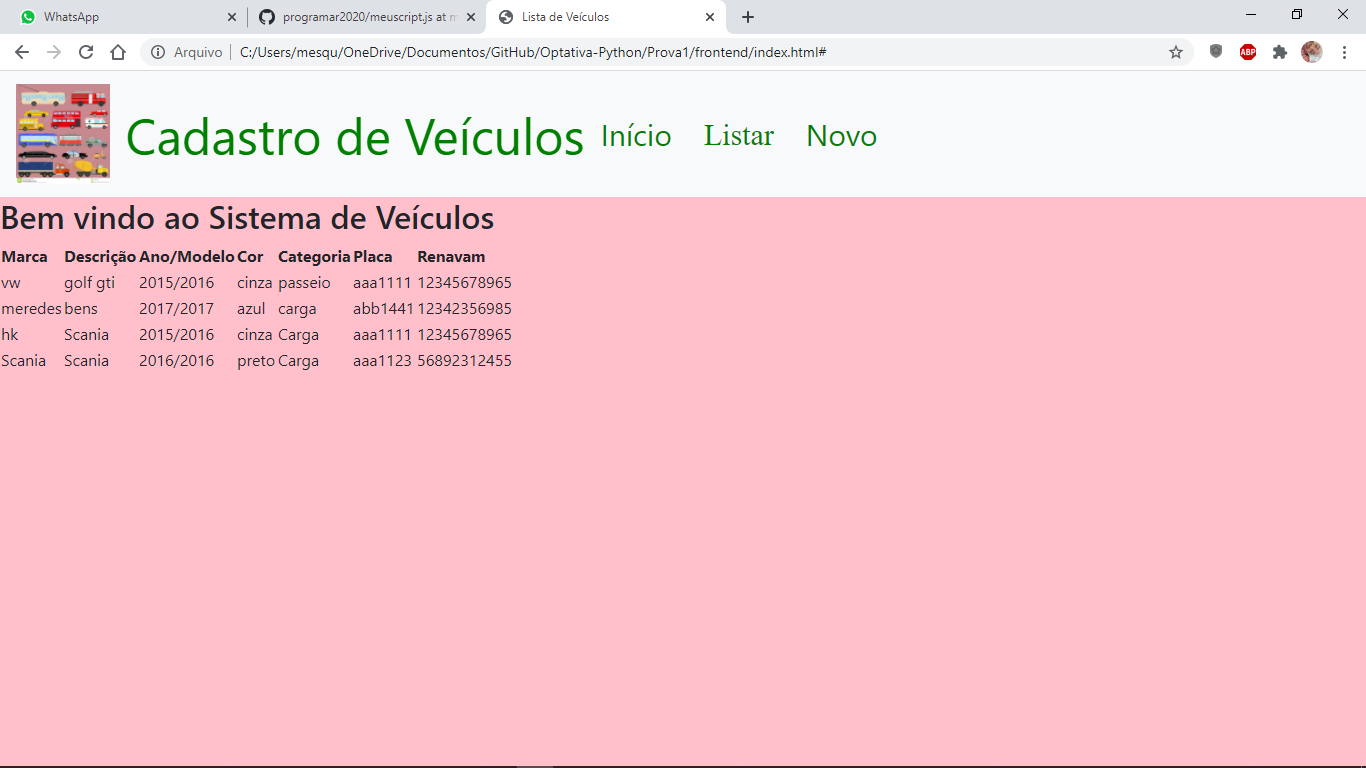 WhatsApp
programar2020/meuscript.js at m
Lista de Veículos
Arquivo
C:/Users/mesqu/OneDrive/Documentos/GitHub/Optativa-Python/Prova1/frontend/index.html#
ABP
Cadastro de Veículos Início Listar Novo
Bem vindo ao Sistema de Veículos
Marca Descrição Ano/Modelo Cor Categoria Placa Renavam
vw golf gti 2015/2016 cinza passeio aaa1111 12345678965
meredes bens 2017/2017 azul carga abb1441 12342356985
hk Scania 2015/2016 cinza Carga aaa1111 12345678965
Scania Scania 2016/2016 preto Carga aaa1123 56892312455